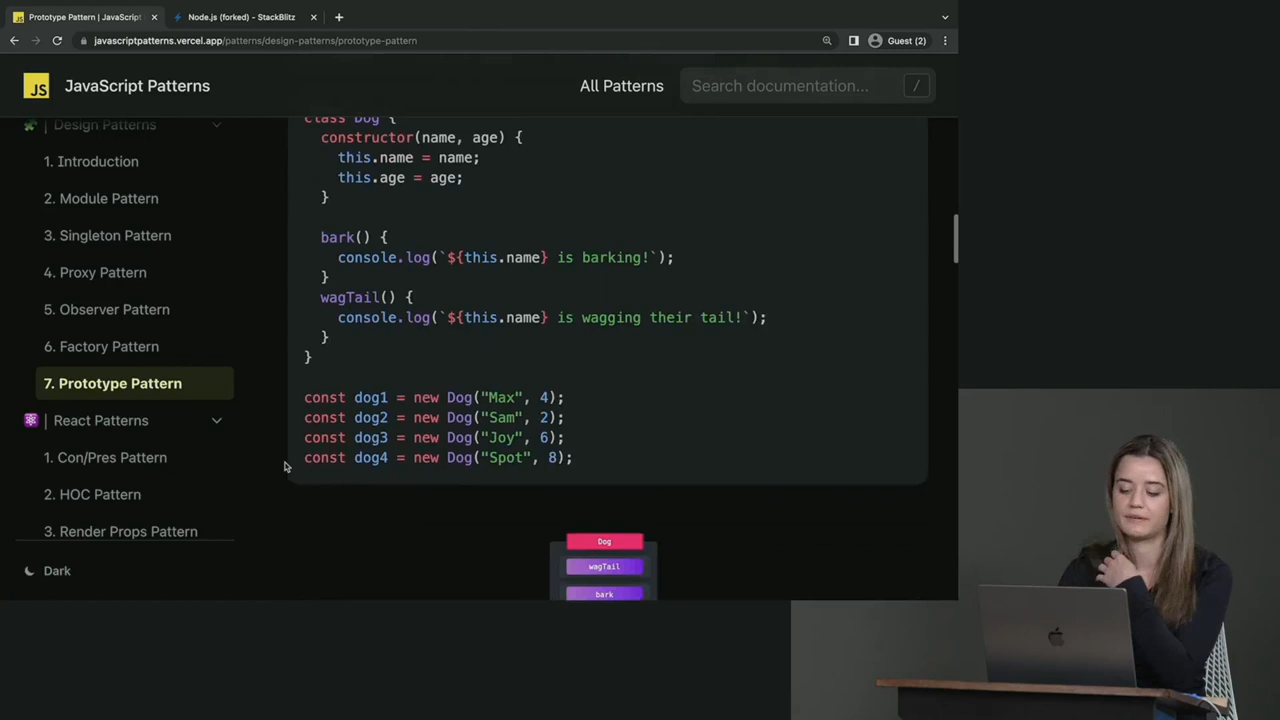 Prototype Pattern | JavaScript
Node.js (forked) - StackBlitz
javascriptpatterns.vercel.app/patterns/design-patterns/prototype-pattern
Guest (2)
JS
JavaScript Patterns
All Patterns
Search documentation...
/
Design Patterns
1. Introduction
2. Module Pattern
3. Singleton Pattern
4. Proxy Pattern
5. Observer Pattern
6. Factory Pattern
7. Prototype Pattern
React Patterns
1. Con/Pres Pattern
2. HOC Pattern
3. Render Props Pattern
Dark
class Dog {
constructor(name, age) {
this.name = name;
this.age = age;
}
bark() {
console.log(`${this.name} is barking!`);
}
wagTail() {
console.log(`${this.name} is wagging their tail!`);
}
}
const dog1 = new Dog("Max", 4);
const dog2 = new Dog("Sam", 2);
const dog3 = new Dog("Joy", 6);
const dog4 = new Dog("Spot", 8);
Dog
wagTail
bark